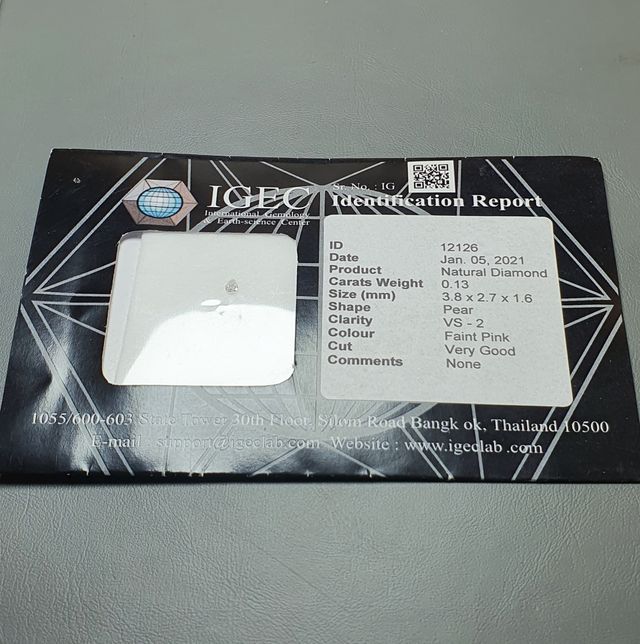 IGEC
International Gemology
& Earth-science Center
Sr. No. : IG
Identification Report
ID 12126
Date Jan. 05, 2021
Product Natural Diamond
Carats Weight 0.13
Size (mm) 3.8 x 2.7 x 1.6
Shape Pear
Clarity VS - 2
Colour Faint Pink
Cut Very Good
Comments None
1055/600-603 State Tower 30th Floor, Silom Road Bangk ok, Thailand 10500
E-mail : support@igeclab.com Website : www.igeclab .com